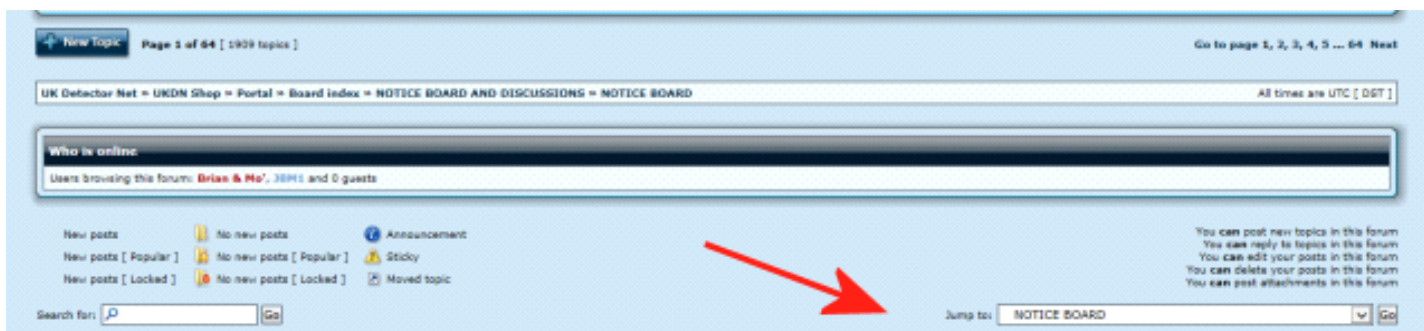 New Topic Page 1 of 64 [ 1909 topics ] Go to page 1, 2, 3, 4, 5 ... 64 Next
UK Detector Net » UKDN Shop » Portal » Board index » NOTICE BOARD AND DISCUSSIONS » NOTICE BOARD All times are UTC [ DST ]
Who is online
Users browsing this forum: Brian & Mo', JBM1 and 0 guests
New posts No new posts Announcement
New posts [ Popular ] No new posts [ Popular ] Sticky
New posts [ Locked ] No new posts [ Locked ] Moved topic
You can post new topics in this forum
You can reply to topics in this forum
You can edit your posts in this forum
You can delete your posts in this forum
You can post attachments in this forum
Search for: Go Jump to: NOTICE BOARD Go